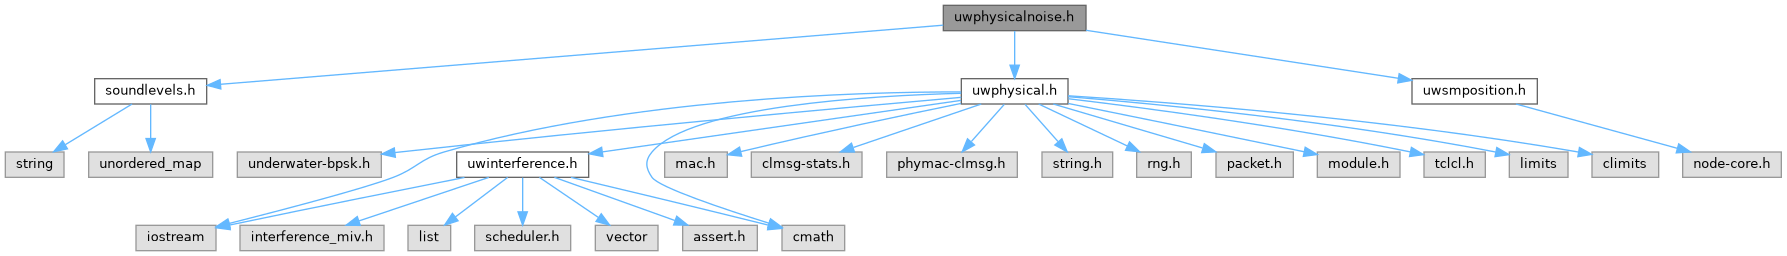 uwphysicalnoise.h
soundlevels.h
uwphysical.h
uwsmposition.h
string
unordered_map
underwater-bpsk.h
uwinterference.h
mac.h
clmsg-stats.h
phymac-clmsg.h
string.h
rng.h
packet.h
module.h
tclcl.h
limits
climits
node-core.h
iostream
interference_miv.h
list
scheduler.h
vector
assert.h
cmath